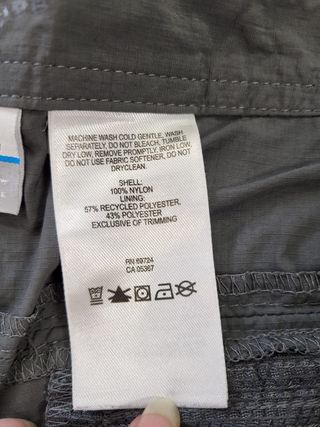 MACHINE WASH COLD GENTLE, WASH
SEPARATELY, DO NOT BLEACH, TUMBLE
DRY LOW, REMOVE PROMPTLY, IRON LOW,
DO NOT USE FABRIC SOFTENER, DO NOT
DRYCLEAN.
SHELL:
100% NYLON
LINING:
57% RECYCLED POLYESTER,
43% POLYESTER
EXCLUSIVE OF TRIMMING
RN 69724
CA 05367